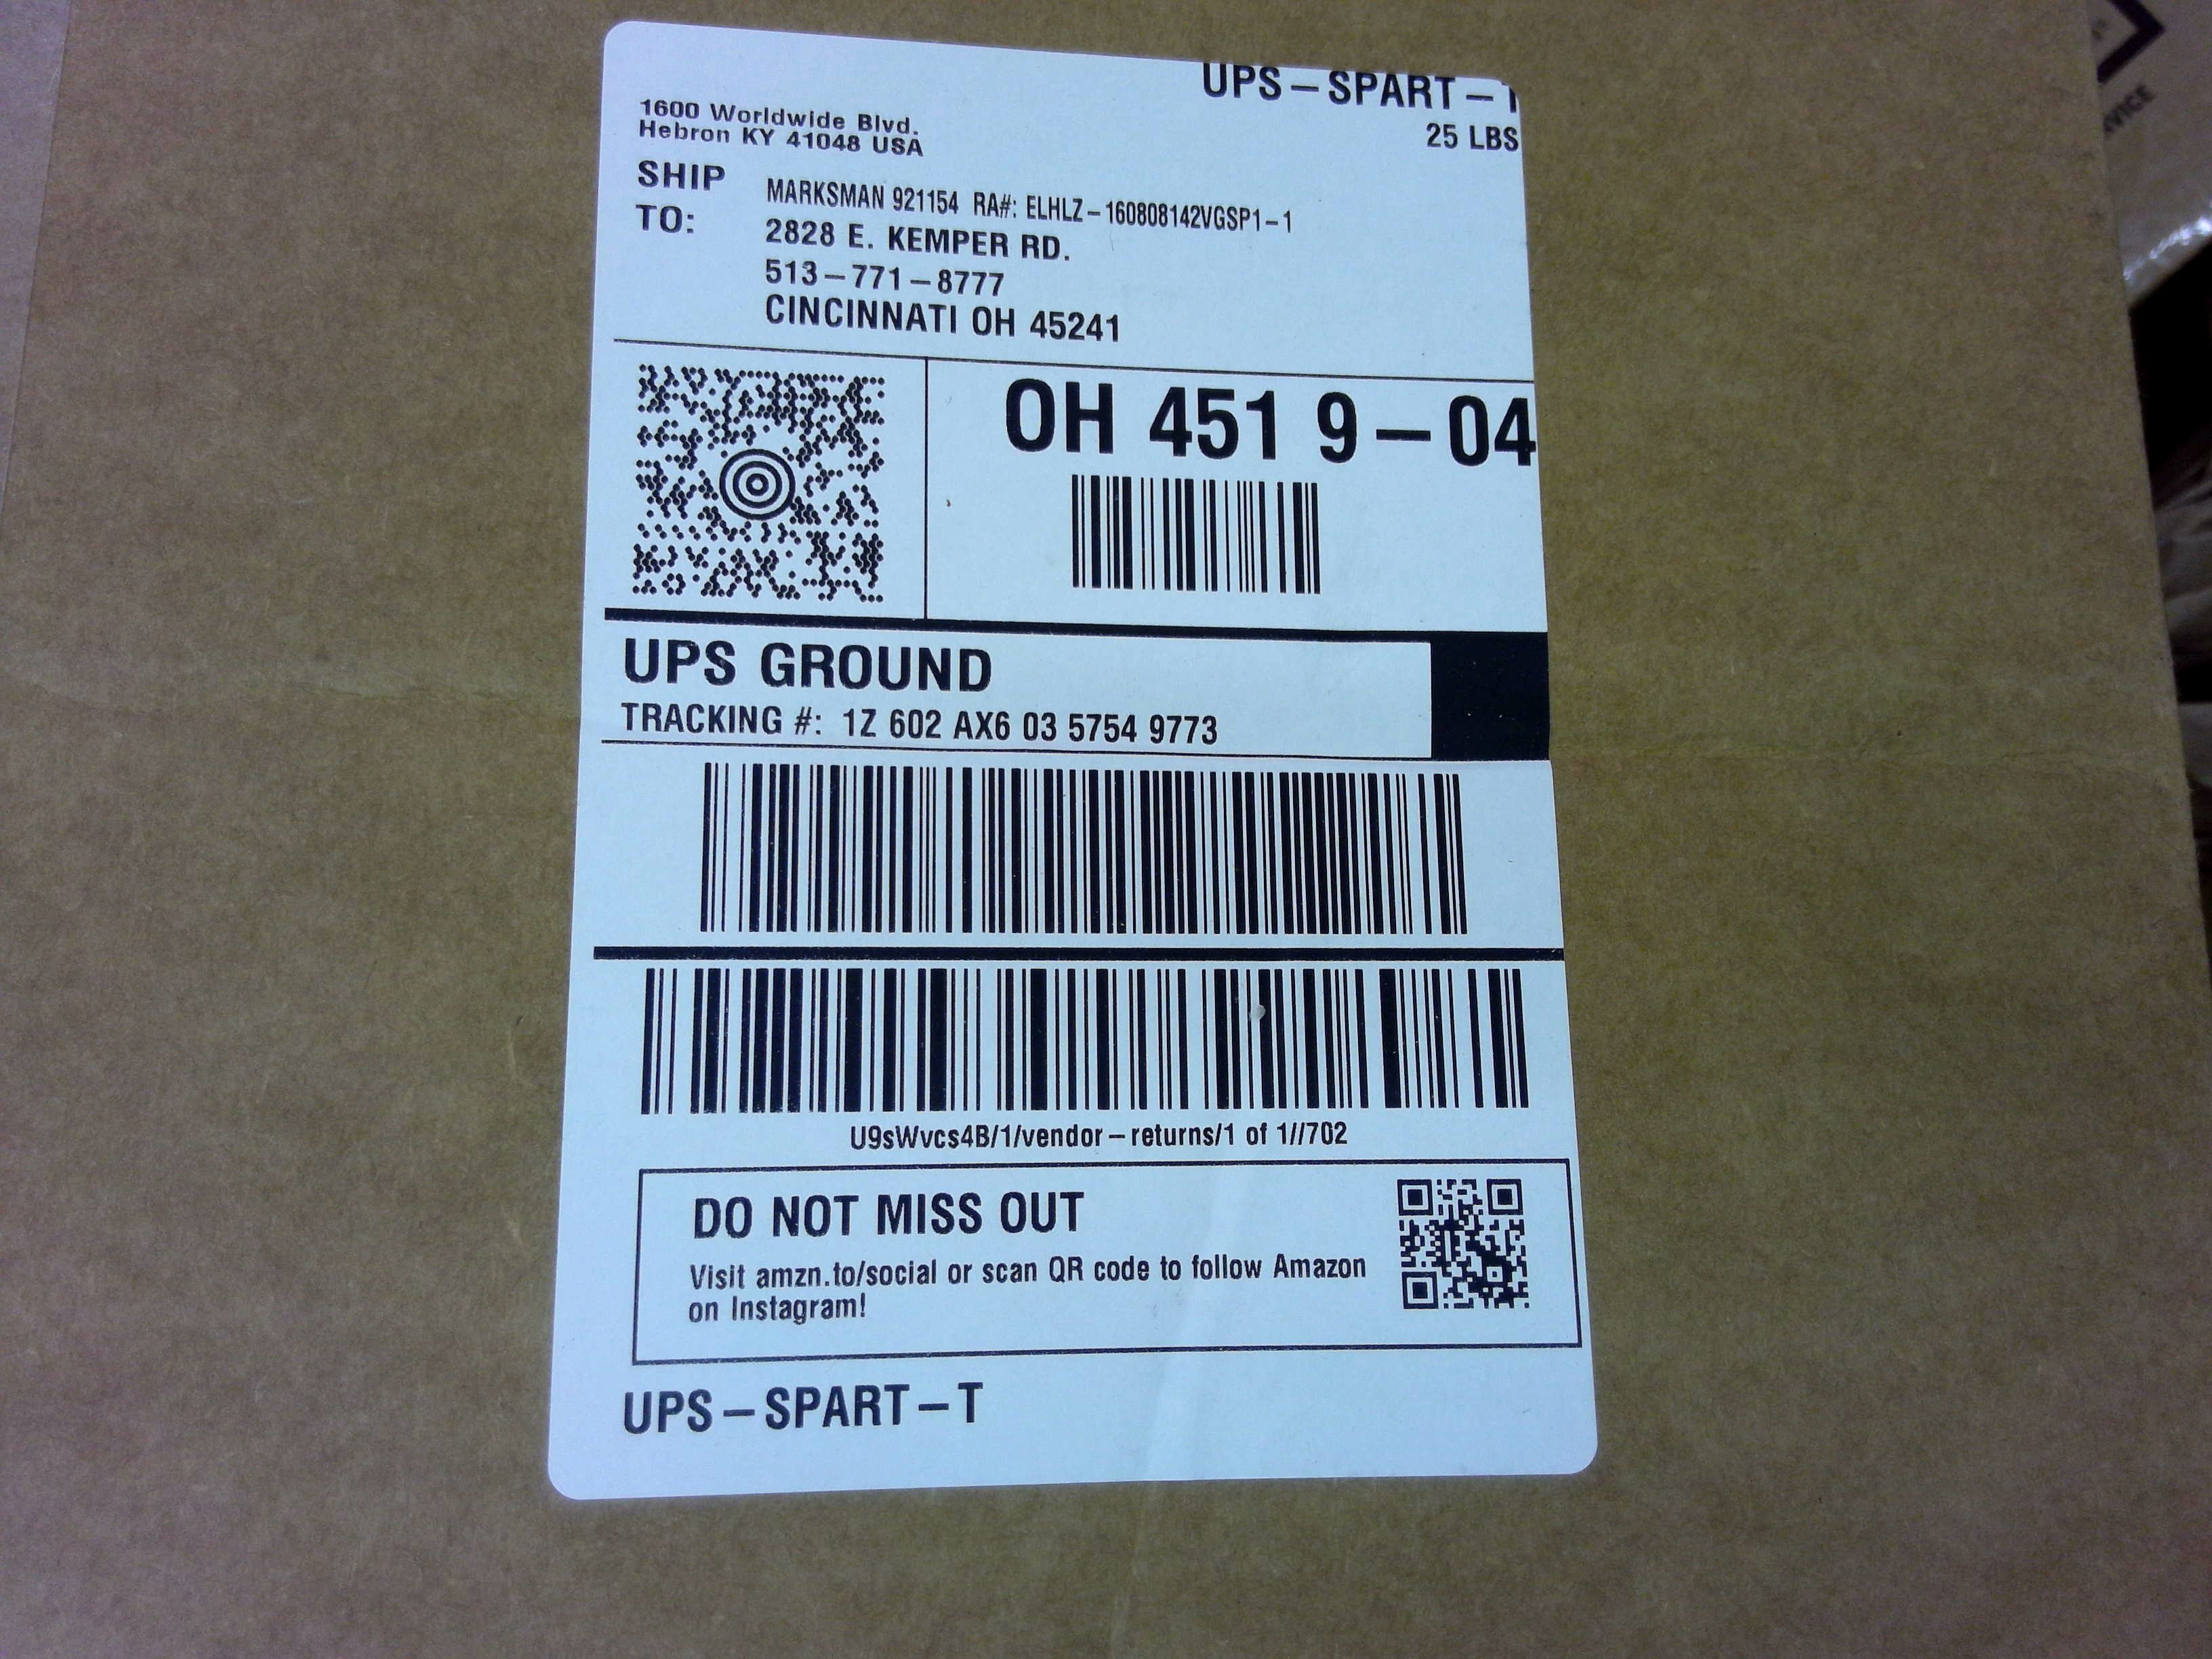 UPS–SPART–T
1600 Worldwide Blvd.
Hebron KY 41048 USA
25 LBS
SHIP
TO:
MARKSMAN 921154 RA#: ELHLZ–160808142VGSP1–1
2828 E. KEMPER RD.
513–771–8777
CINCINNATI OH 45241
OH 451 9–04
UPS GROUND
TRACKING #: 1Z 602 AX6 03 5754 9773
U9sWvcs4B/1/vendor–returns/1 of 1//702
DO NOT MISS OUT
Visit amzn.to/social or scan QR code to follow Amazon
on Instagram!
UPS–SPART–T